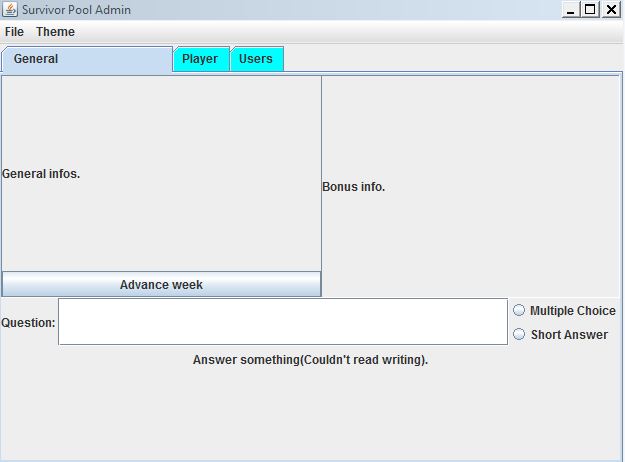 Survivor Pool Admin
File Theme
General Player Users
General infos.
Bonus info.
Advance week
Question:
Multiple Choice
Short Answer
Answer something(Couldn't read writing).